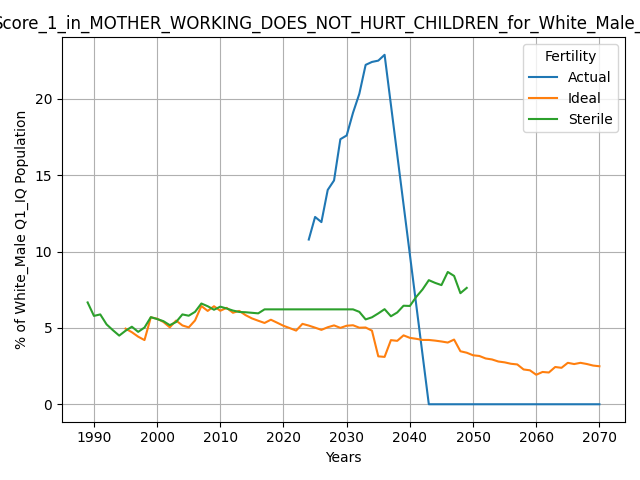 Score_1_in_MOTHER_WORKING_DOES_NOT_HURT_CHILDREN_for_White_Male_
Fertility
Actual
Ideal
Sterile
% of White_Male Q1_IQ Population
20
15
10
5
0
1990 2000 2010 2020 2030 2040 2050 2060 2070
Years